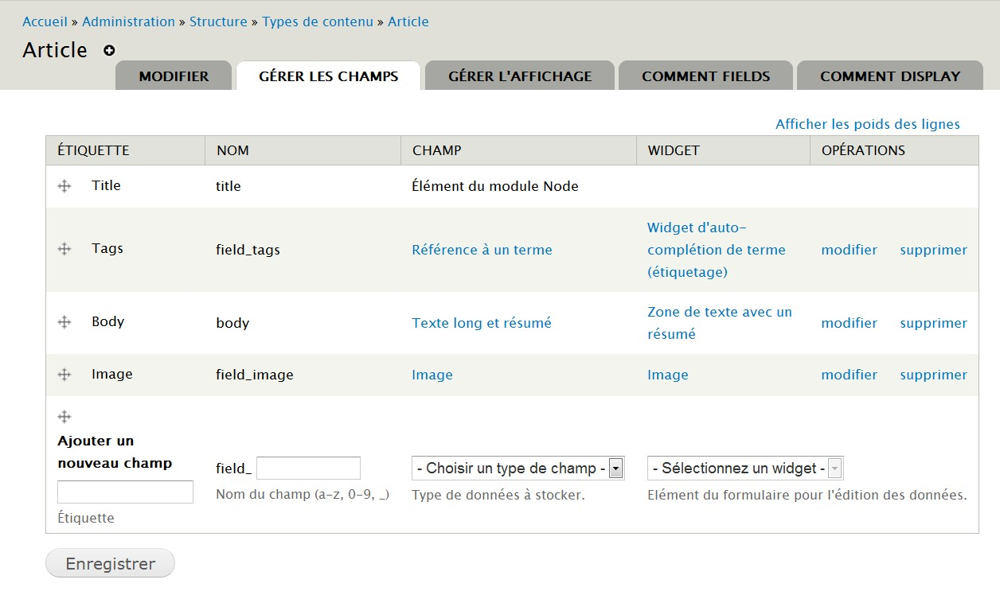 Accueil » Administration » Structure » Types de contenu » Article
Article
MODIFIER GÉRER LES CHAMPS GÉRER L'AFFICHAGE COMMENT FIELDS COMMENT DISPLAY
Afficher les poids des lignes
ÉTIQUETTE NOM CHAMP WIDGET OPÉRATIONS
Title title Élément du module Node
Tags field_tags Référence à un terme Widget d'auto-
complétion de terme
(étiquetage) modifier supprimer
Body body Texte long et résumé Zone de texte avec un
résumé modifier supprimer
Image field_image Image Image modifier supprimer
Ajouter un
nouveau champ
field_ - Choisir un type de champ - - Sélectionnez un widget -
Nom du champ (a-z, 0-9, _) Type de données à stocker. Elément du formulaire pour l'édition des données.
Étiquette
Enregistrer